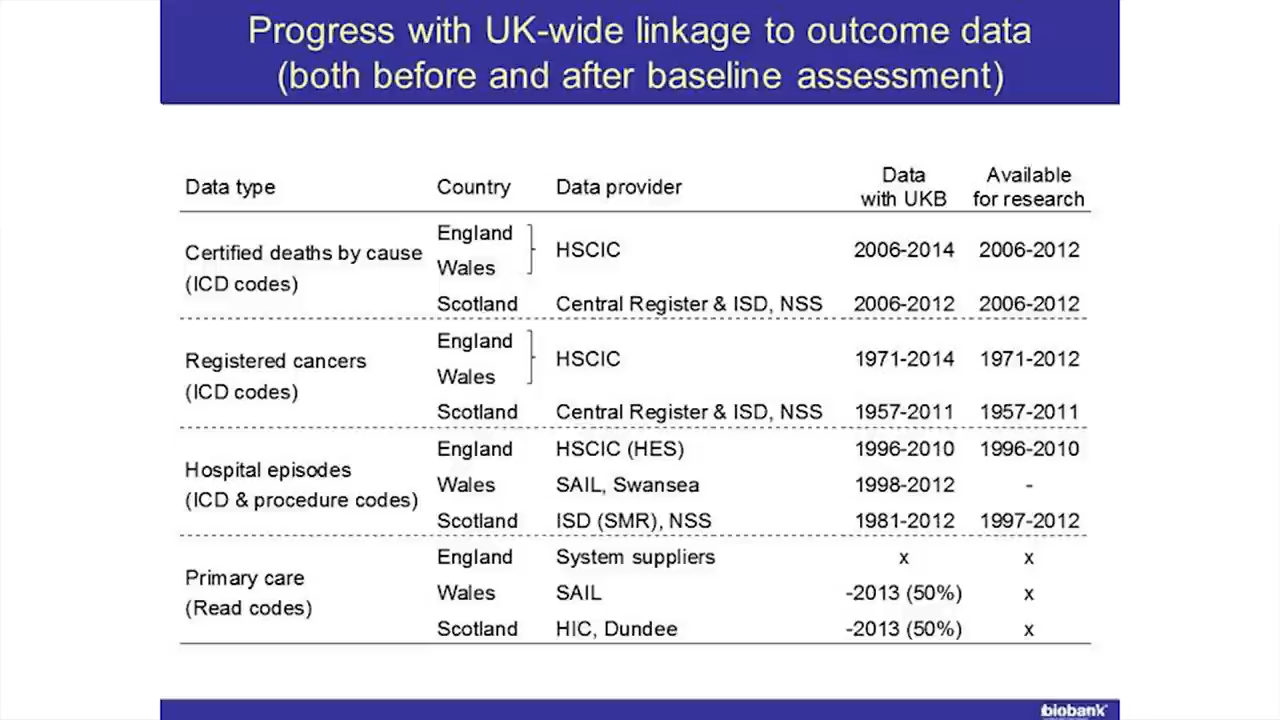 Progress with UK-wide linkage to outcome data
(both before and after baseline assessment)
Data type Country Data provider Data with UKB Available for research
Certified deaths by cause
(ICD codes)
England
Wales
HSCIC 2006-2014 2006-2012
Scotland Central Register & ISD, NSS 2006-2012 2006-2012
Registered cancers
(ICD codes)
England
Wales
HSCIC 1971-2014 1971-2012
Scotland Central Register & ISD, NSS 1957-2011 1957-2011
Hospital episodes
(ICD & procedure codes)
England HSCIC (HES) 1996-2010 1996-2010
Wales SAIL, Swansea 1998-2012 -
Scotland ISD (SMR), NSS 1981-2012 1997-2012
Primary care
(Read codes)
England System suppliers x x
Wales SAIL -2013 (50%) x
Scotland HIC, Dundee -2013 (50%) x
biobank